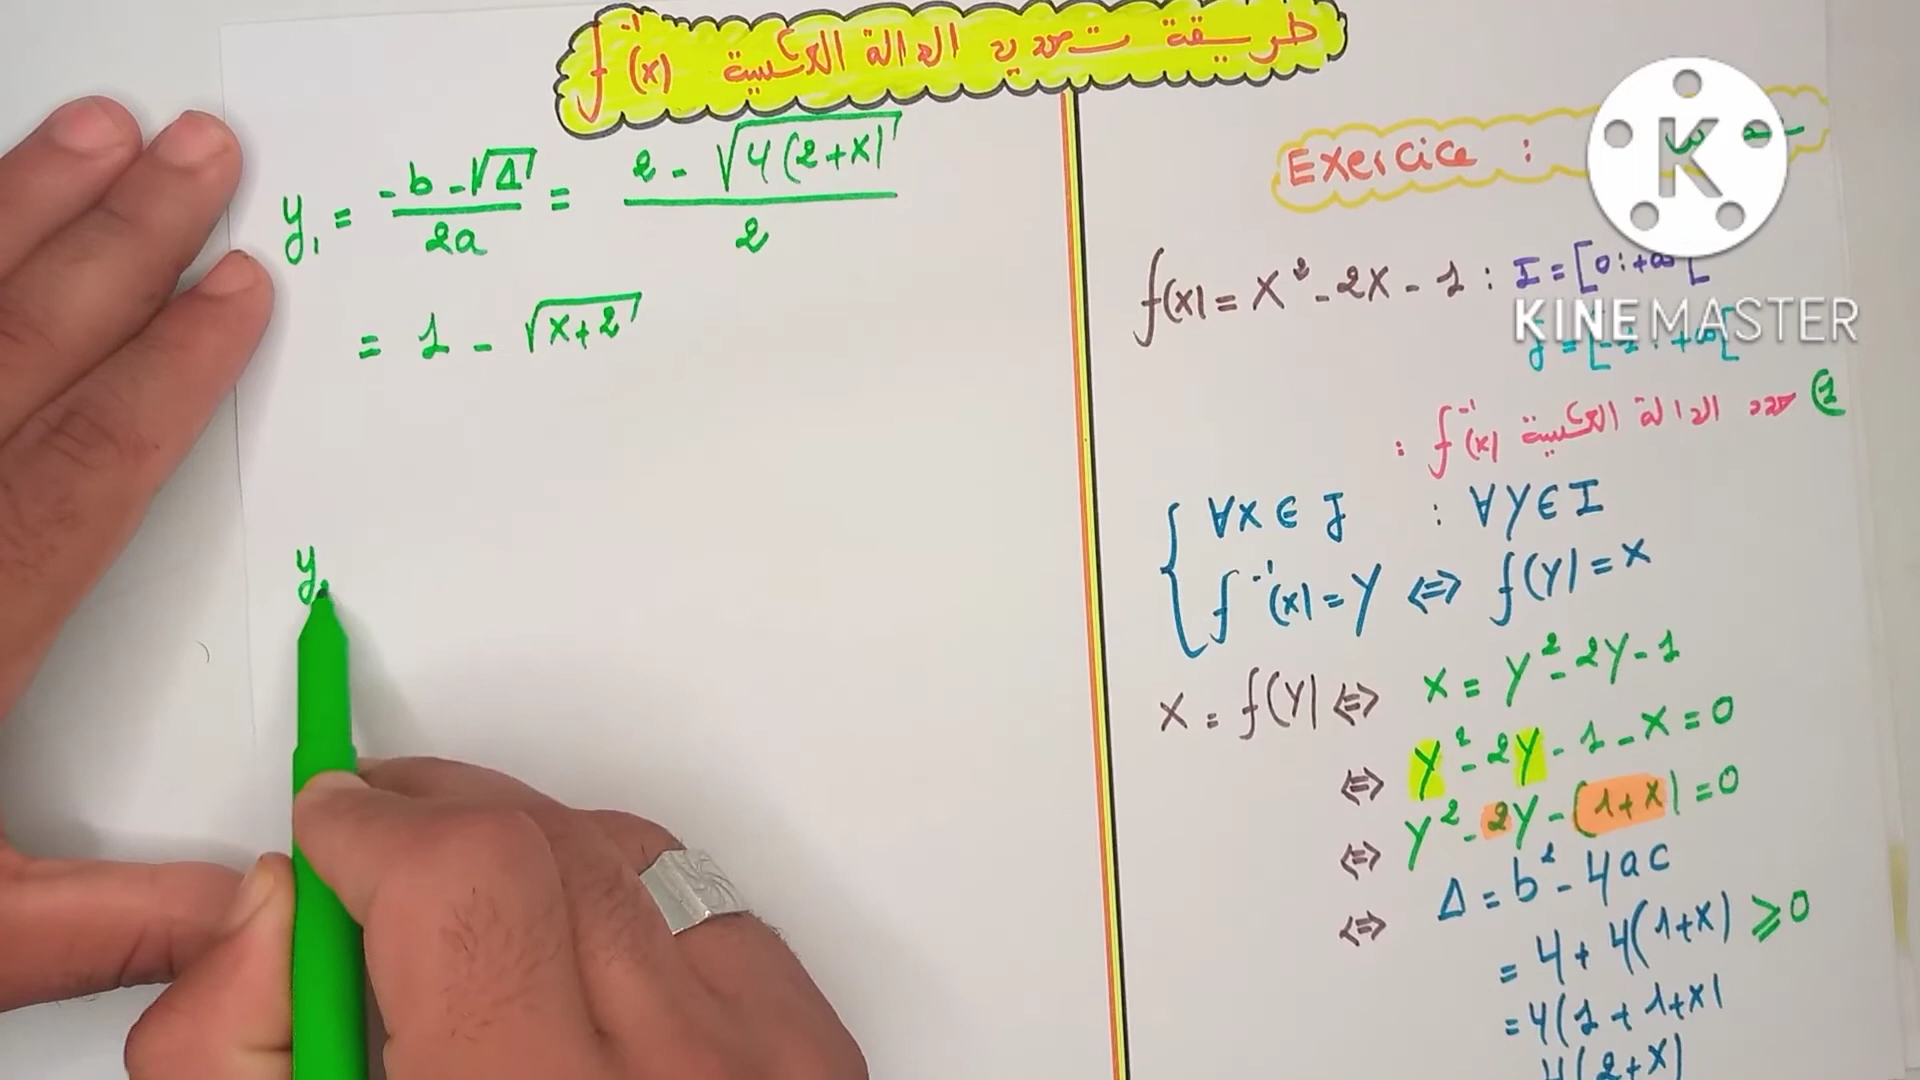 طريقة تحديد الدالة العكسية f⁻¹(x)
y₁ = (-b - √Δ)/2a = (2 - √4(2+x))/2
= 1 - √x+2
y
Exercice :
K
f(x) = x² - 2x - 1 : I = [0 ; +∞[
KINEMASTER
+∞[
حدد الدالة العكسية f⁻¹(x) :
{ ∀x ∈ J : ∀y ∈ I
f⁻¹(x) = y ⇔ f(y) = x
x = f(y) ⇔ x = y² - 2y - 1
⇔ y² - 2y - 1 - x = 0
⇔ y² - 2y - (1+x) = 0
⇔ Δ = b² - 4ac
= 4 + 4(1+x) ⩾ 0
= 4(1 + 1+x)
4(2+x)